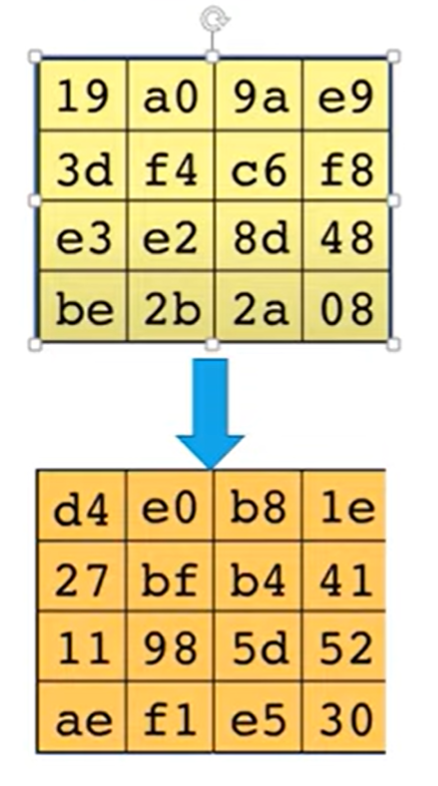 19 a0 9a e9
3d f4 c6 f8
e3 e2 8d 48
be 2b 2a 08
d4 e0 b8 1e
27 bf b4 41
11 98 5d 52
ae f1 e5 30